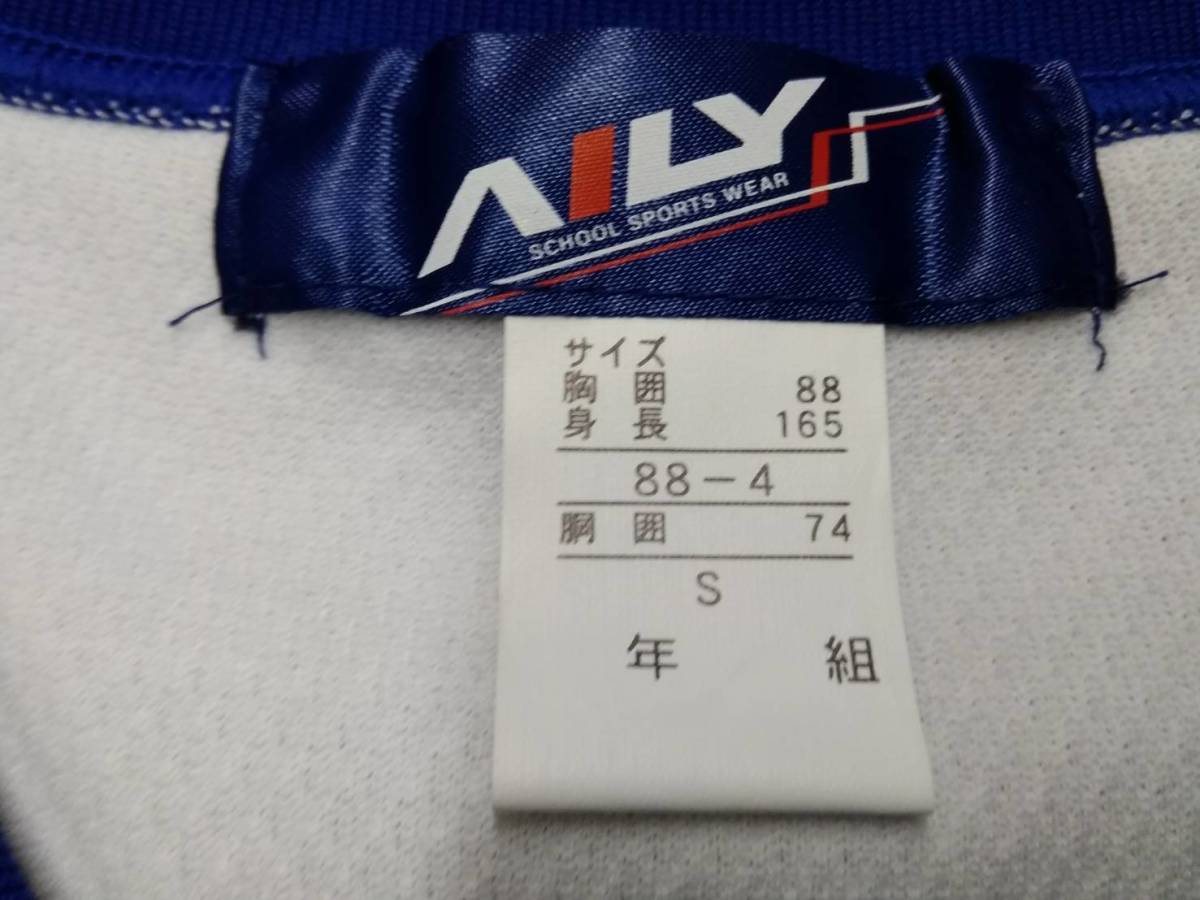 AILY
SCHOOL SPORTS WEAR
サイズ
胸 囲 88
身 長 165
88-4
胴 囲 74
S
年 組